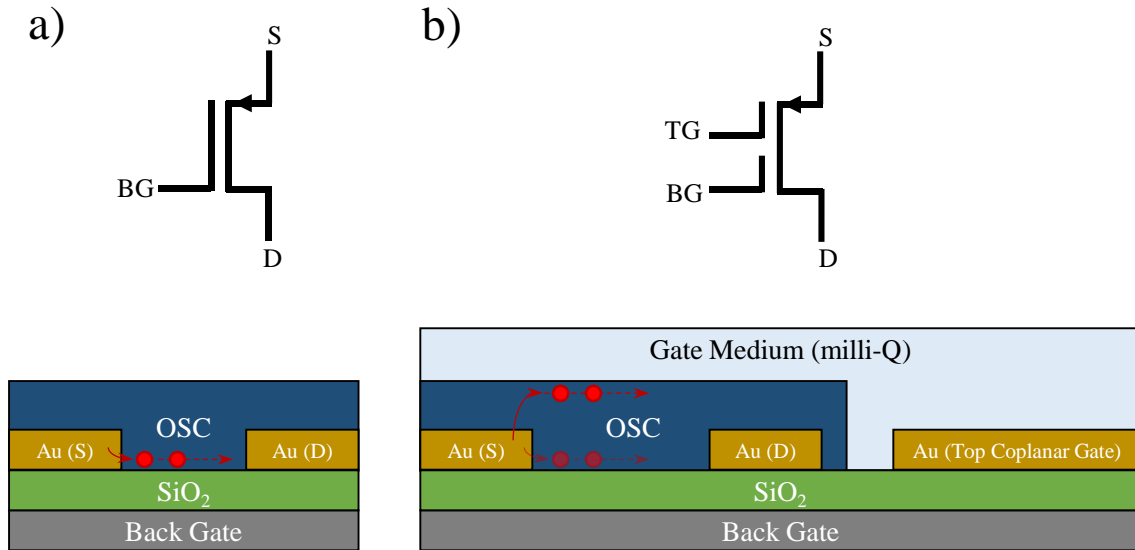 a)
S
BG
D
b)
S
TG
BG
D
OSC
Au (S)
Au (D)
SiO2
Back Gate
Gate Medium (milli-Q)
OSC
Au (S)
Au (D)
Au (Top Coplanar Gate)
SiO2
Back Gate